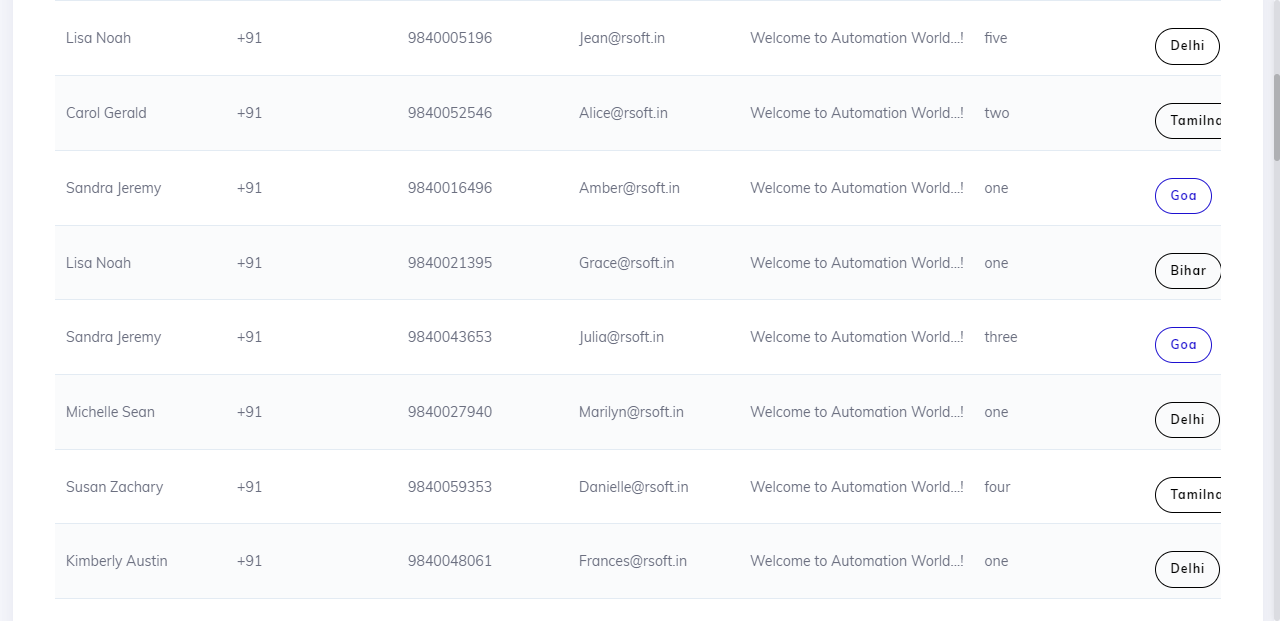 Lisa Noah +91 9840005196 Jean@rsoft.in Welcome to Automation World...! five Delhi
Carol Gerald +91 9840052546 Alice@rsoft.in Welcome to Automation World...! two Tamilna
Sandra Jeremy +91 9840016496 Amber@rsoft.in Welcome to Automation World...! one Goa
Lisa Noah +91 9840021395 Grace@rsoft.in Welcome to Automation World...! one Bihar
Sandra Jeremy +91 9840043653 Julia@rsoft.in Welcome to Automation World...! three Goa
Michelle Sean +91 9840027940 Marilyn@rsoft.in Welcome to Automation World...! one Delhi
Susan Zachary +91 9840059353 Danielle@rsoft.in Welcome to Automation World...! four Tamilna
Kimberly Austin +91 9840048061 Frances@rsoft.in Welcome to Automation World...! one Delhi